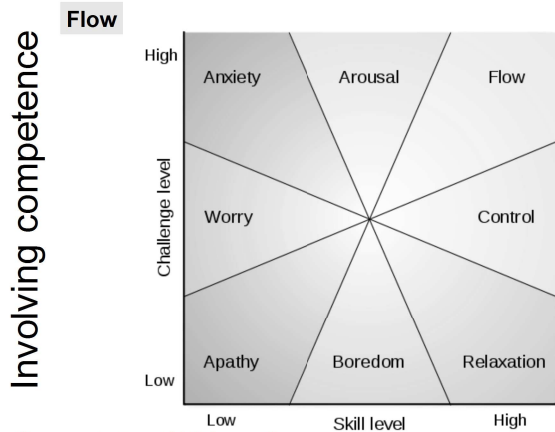 Flow
Involving competence
High
Challenge level
Low
Anxiety Arousal Flow
Worry Control
Apathy Boredom Relaxation
Low Skill level High